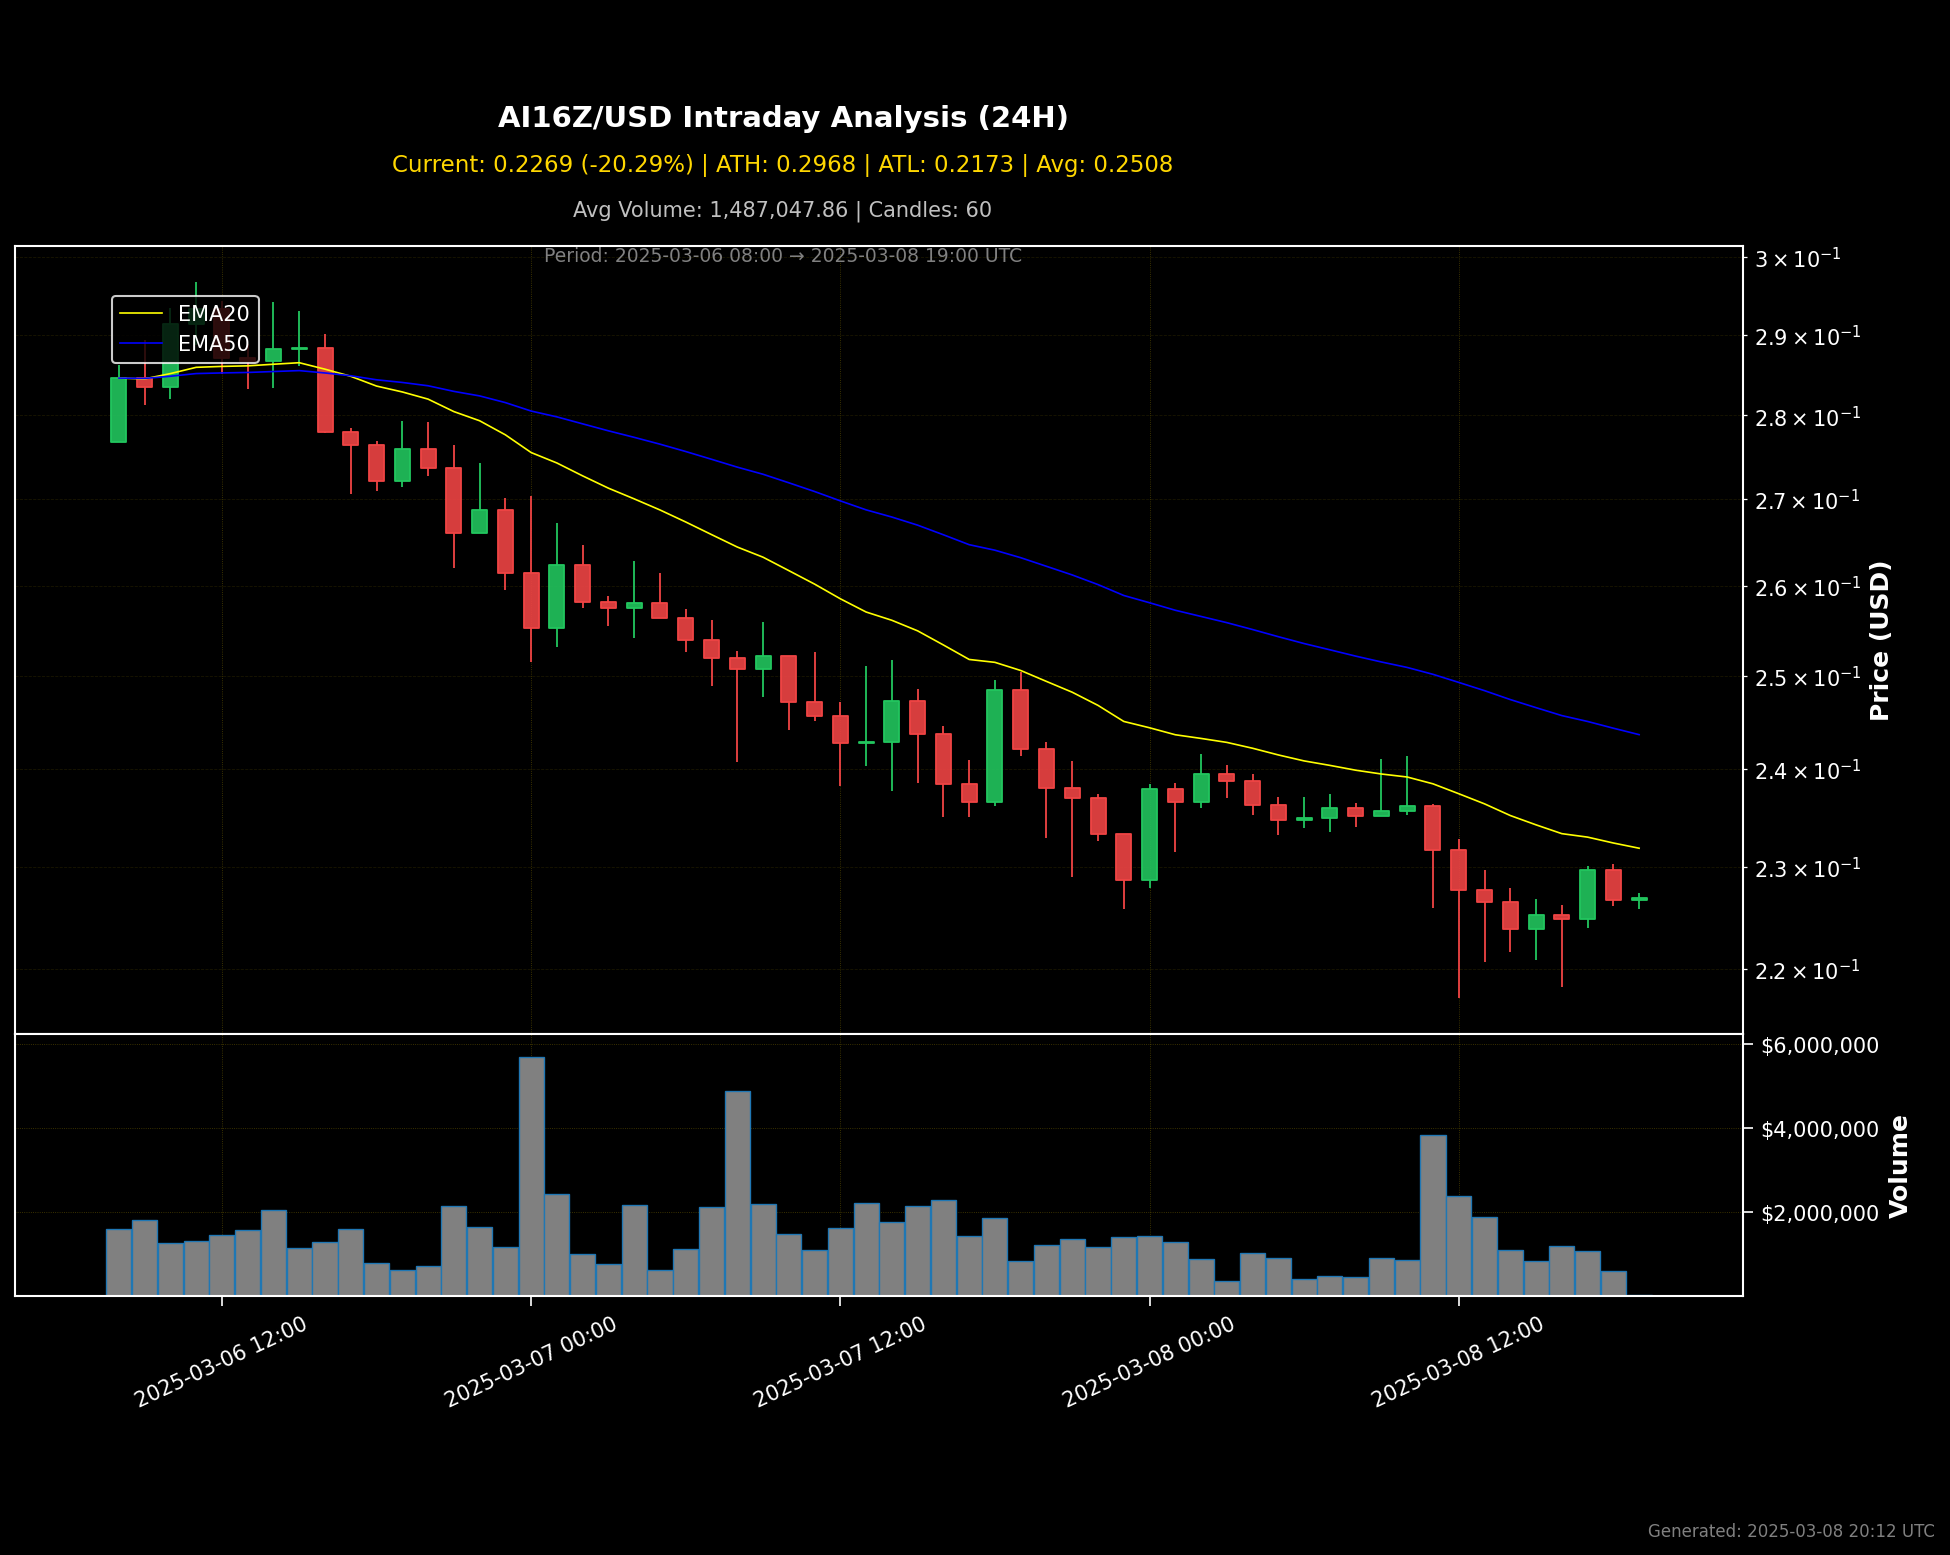 AI16Z/USD Intraday Analysis (24H)
Current: 0.2269 (-20.29%) | ATH: 0.2968 | ATL: 0.2173 | Avg: 0.2508
Avg Volume: 1,487,047.86 | Candles: 60
Period: 2025-03-06 08:00 → 2025-03-08 19:00 UTC
EMA20
EMA50
3 × 10⁻¹
2.9 × 10⁻¹
2.8 × 10⁻¹
2.7 × 10⁻¹
2.6 × 10⁻¹
2.5 × 10⁻¹
2.4 × 10⁻¹
2.3 × 10⁻¹
2.2 × 10⁻¹
Price (USD)
$6,000,000
$4,000,000
$2,000,000
Volume
2025-03-06 12:00
2025-03-07 00:00
2025-03-07 12:00
2025-03-08 00:00
2025-03-08 12:00
Generated: 2025-03-08 20:12 UTC